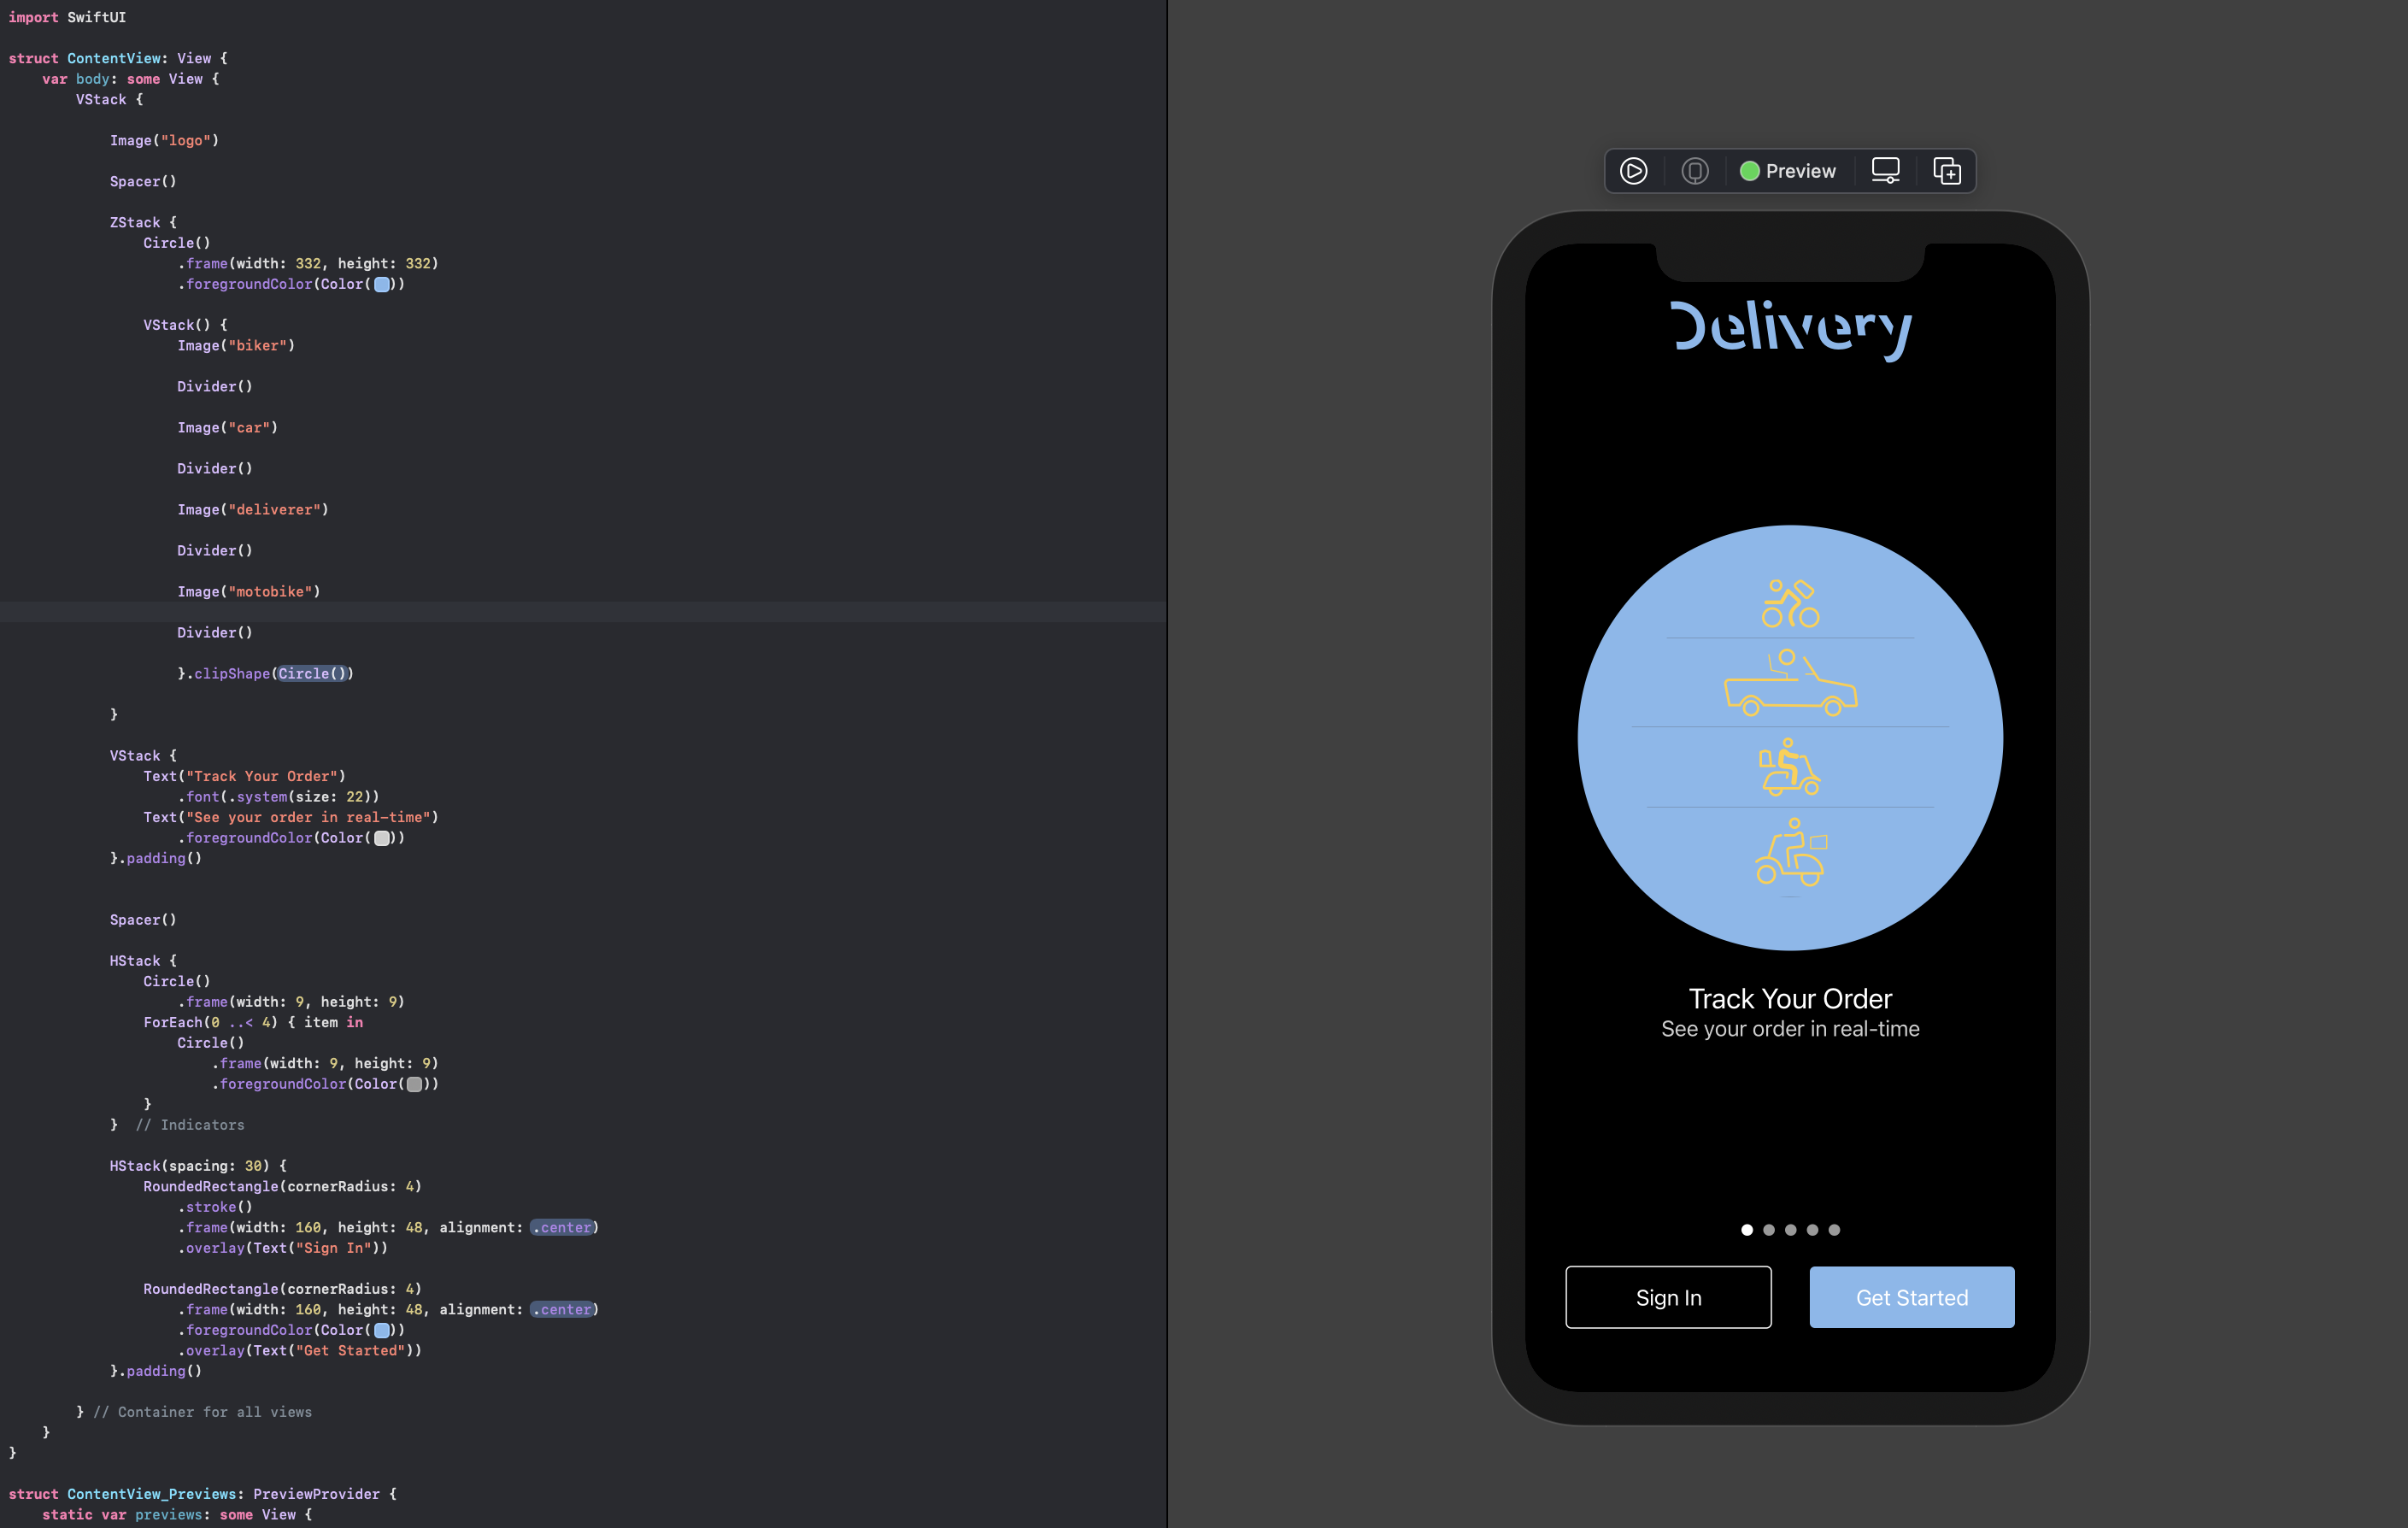 import SwiftUI
struct ContentView: View {
var body: some View {
VStack {
Image("logo")
Spacer()
ZStack {
Circle()
.frame(width: 332, height: 332)
.foregroundColor(Color( ))
VStack() {
Image("biker")
Divider()
Image("car")
Divider()
Image("deliverer")
Divider()
Image("motobike")
Divider()
}.clipShape(Circle())
}
VStack {
Text("Track Your Order")
.font(.system(size: 22))
Text("See your order in real-time")
.foregroundColor(Color( ))
}.padding()
Spacer()
HStack {
Circle()
.frame(width: 9, height: 9)
ForEach(0 ..< 4) { item in
Circle()
.frame(width: 9, height: 9)
.foregroundColor(Color( ))
}
} // Indicators
HStack(spacing: 30) {
RoundedRectangle(cornerRadius: 4)
.stroke()
.frame(width: 160, height: 48, alignment: .center)
.overlay(Text("Sign In"))
RoundedRectangle(cornerRadius: 4)
.frame(width: 160, height: 48, alignment: .center)
.foregroundColor(Color( ))
.overlay(Text("Get Started"))
}.padding()
} // Container for all views
}
}
struct ContentView_Previews: PreviewProvider {
static var previews: some View {
Preview
Delivery
Track Your Order
See your order in real-time
Sign In
Get Started